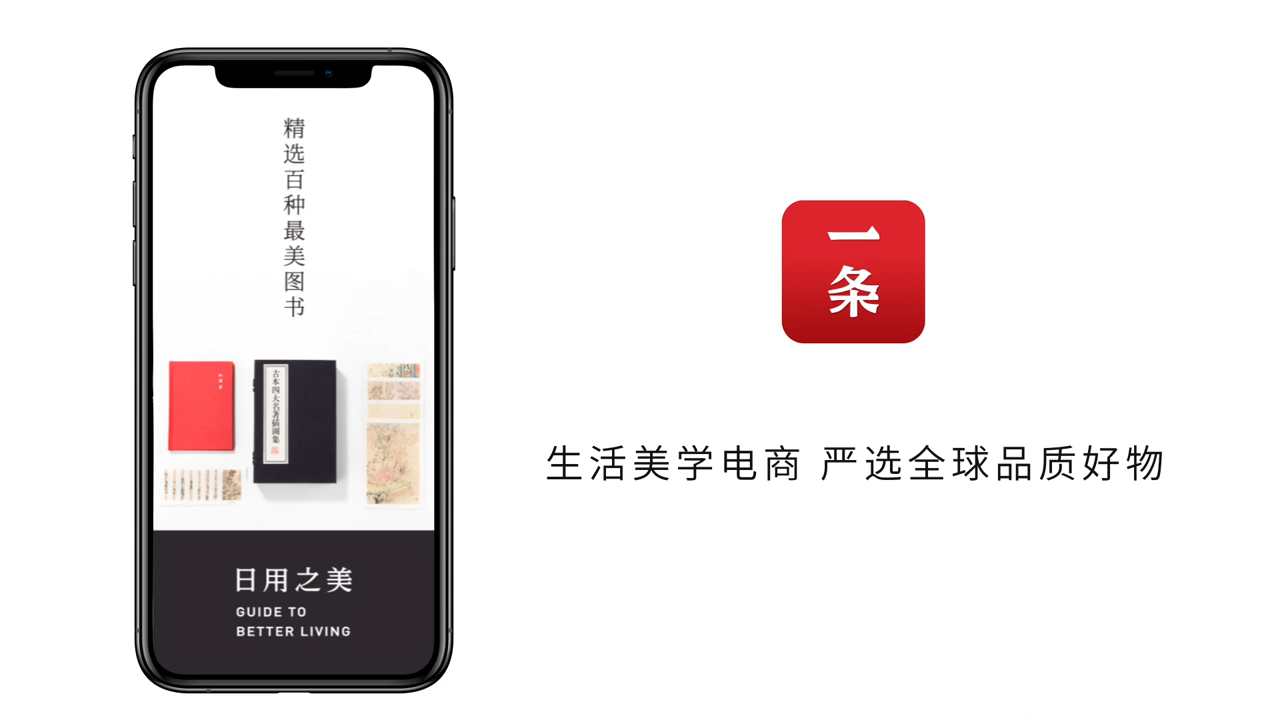 精选百种最美图书
古本四大名著插圖集
日用之美
GUIDE TO
BETTER LIVING
一条
生活美学电商 严选全球品质好物